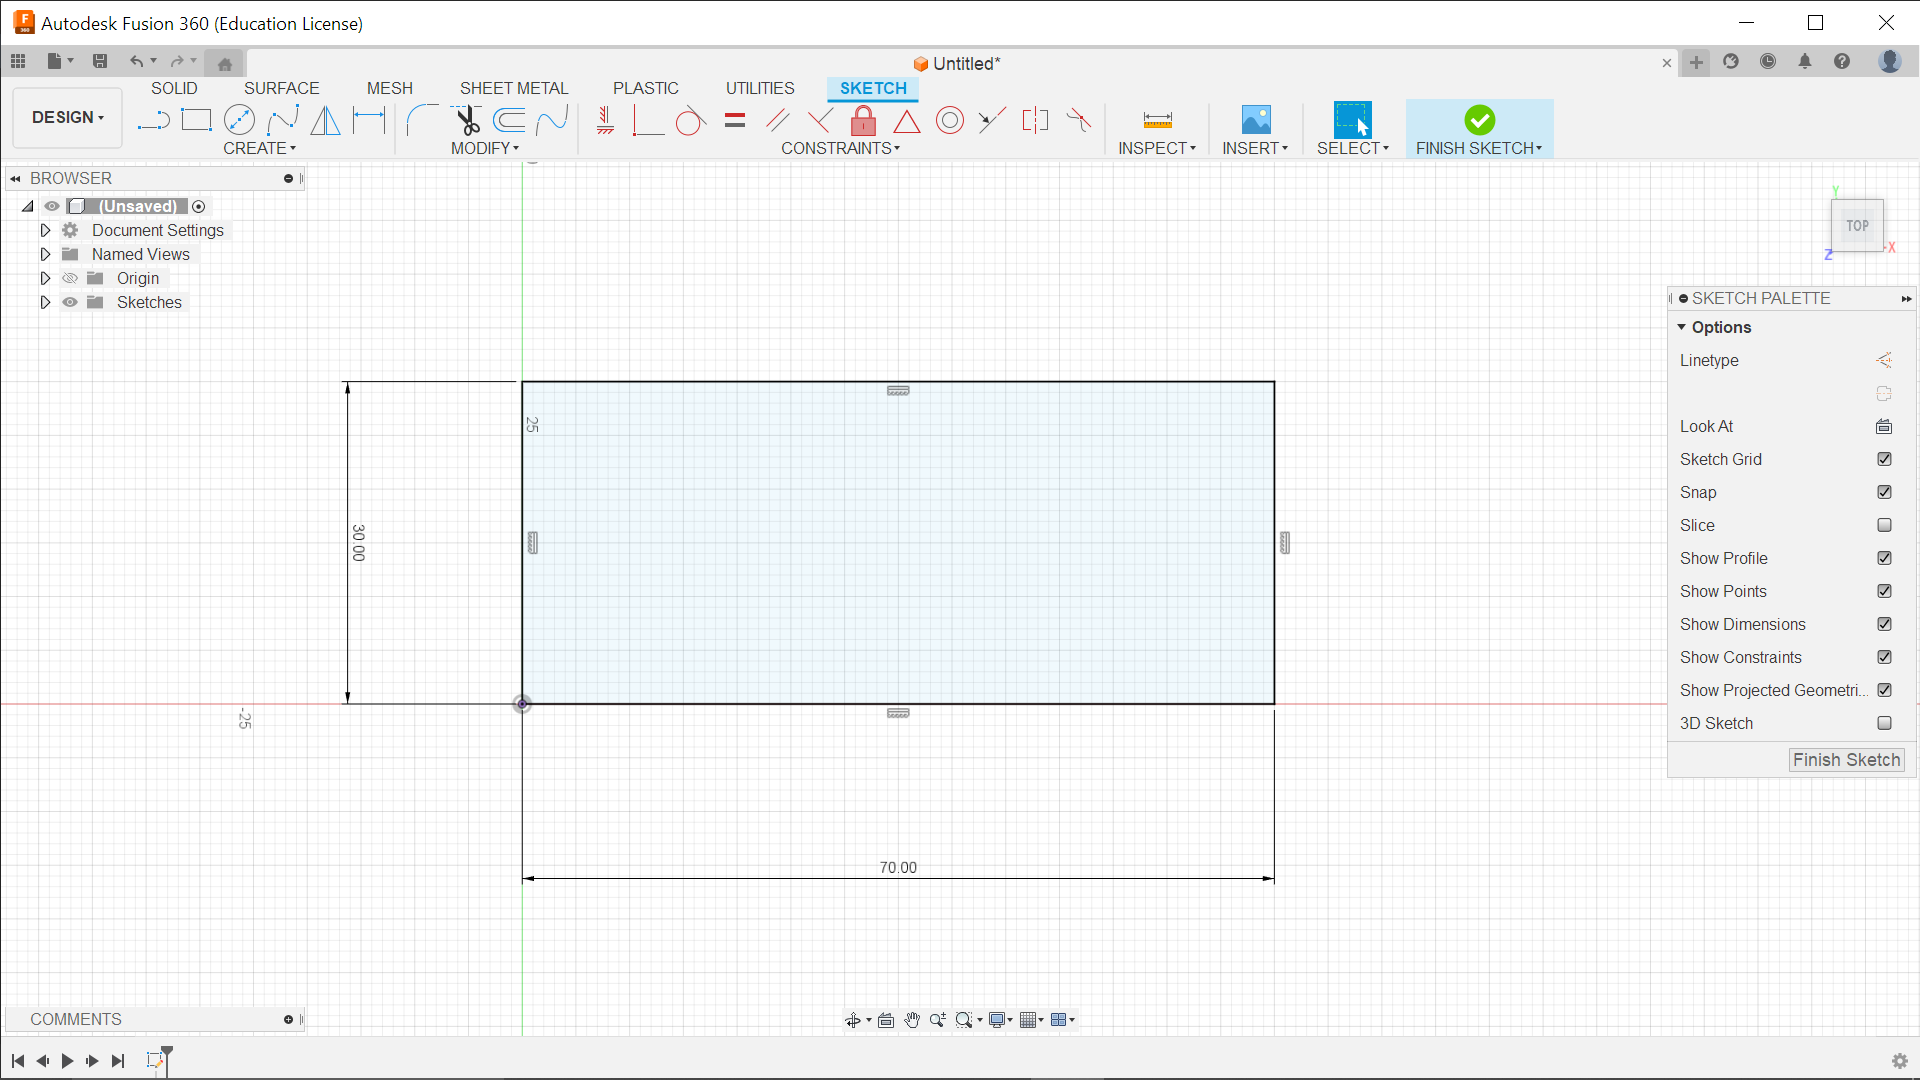 Autodesk Fusion 360 (Education License)
Untitled*
SOLID SURFACE MESH SHEET METAL PLASTIC UTILITIES SKETCH
DESIGN
CREATE MODIFY CONSTRAINTS INSPECT INSERT SELECT FINISH SKETCH
BROWSER
(Unsaved)
Document Settings
Named Views
Origin
Sketches
Y
TOP
X
Z
SKETCH PALETTE
Options
Linetype
Look At
Sketch Grid
Snap
Slice
Show Profile
Show Points
Show Dimensions
Show Constraints
Show Projected Geometri...
3D Sketch
Finish Sketch
25
30.00
-25
70.00
COMMENTS